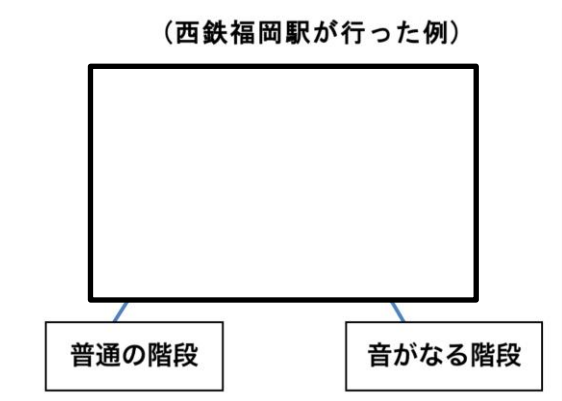 （西鉄福岡駅が行った例）
普通の階段
音がなる階段